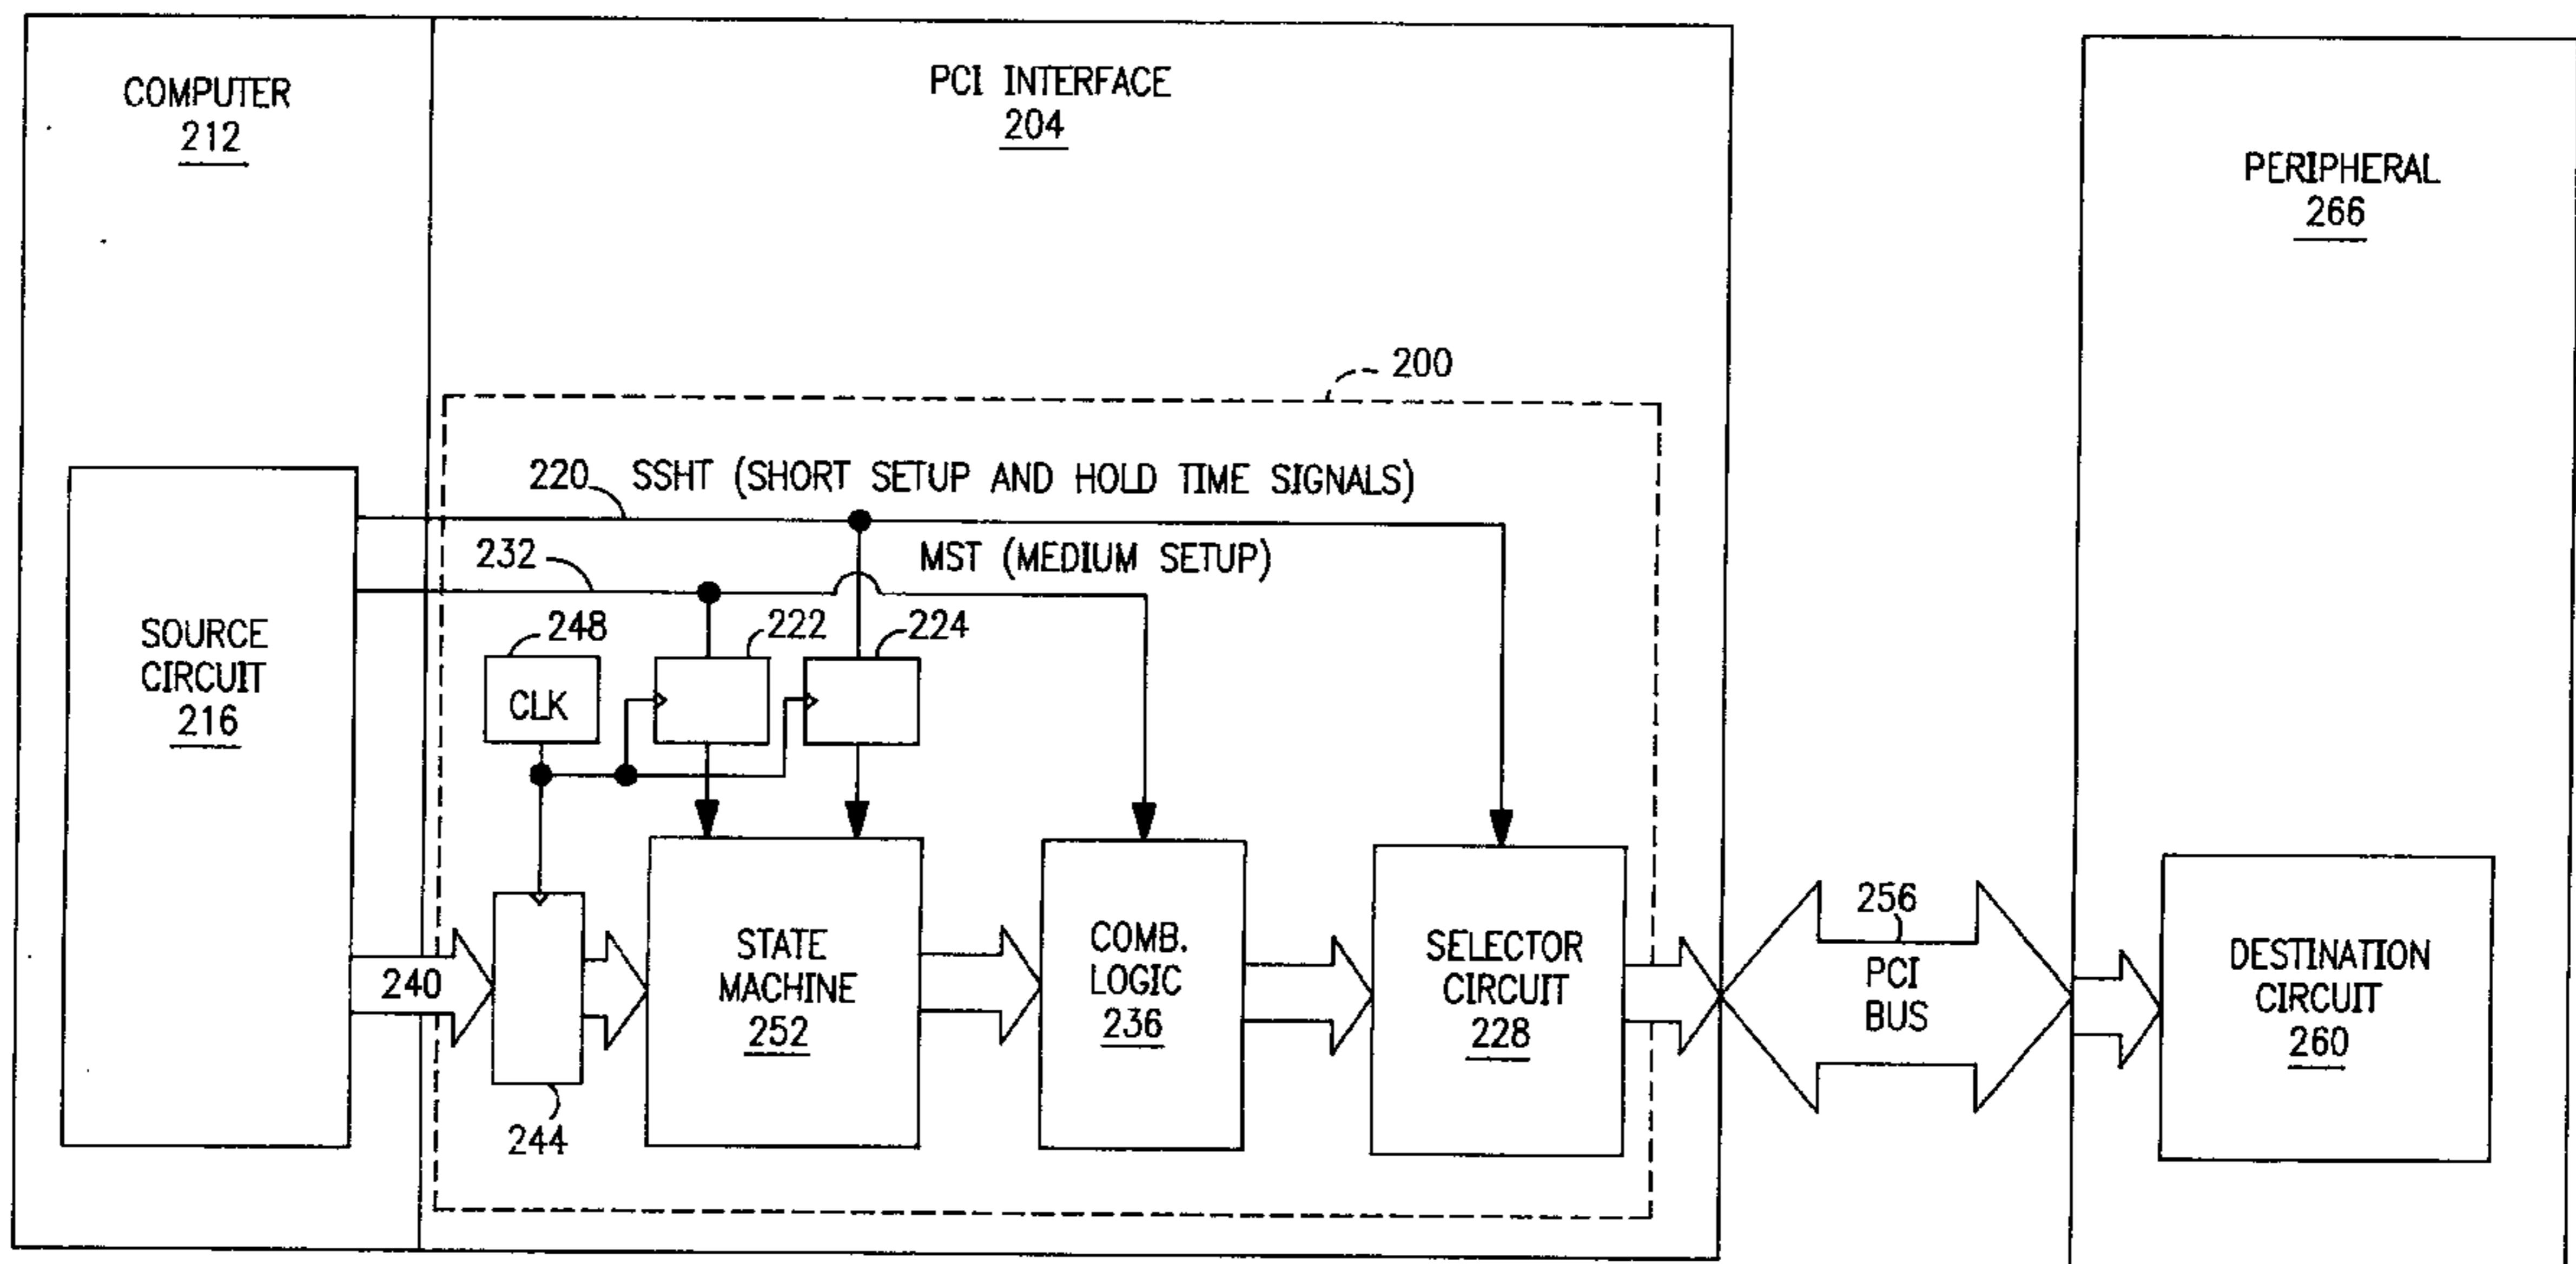 COMPUTER
212
PCI INTERFACE
204
PERIPHERAL
266
200
220 SSHT (SHORT SETUP AND HOLD TIME SIGNALS)
232
MST (MEDIUM SETUP)
SOURCE
CIRCUIT
216
248
222
224
CLK
240
244
STATE
MACHINE
252
COMB.
LOGIC
236
SELECTOR
CIRCUIT
228
256
PCI
BUS
DESTINATION
CIRCUIT
260